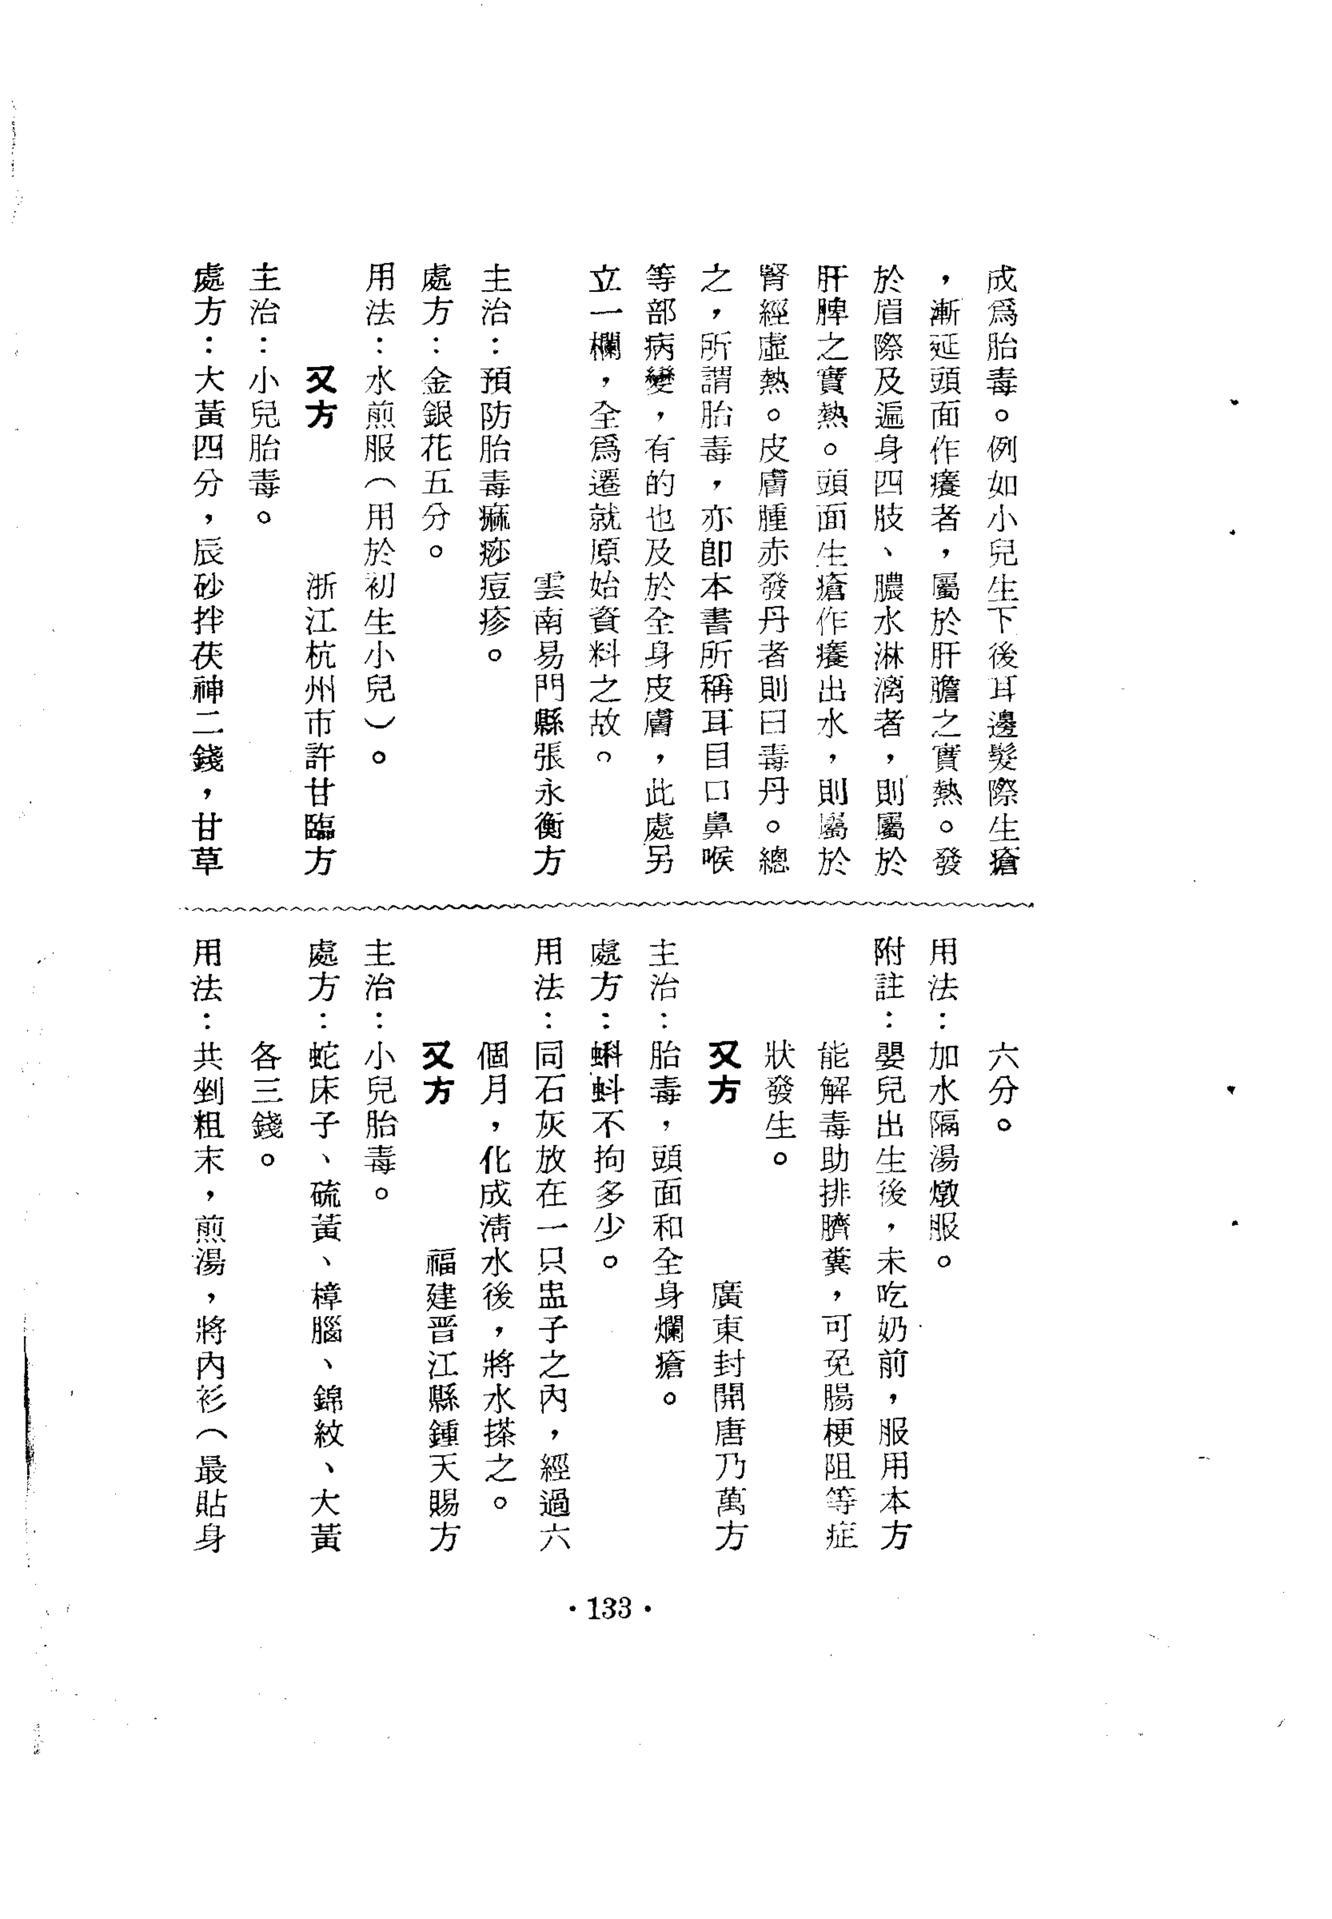 成爲胎毒。例如小兒生下後耳邊髮際生瘡
，漸延頭面作癢者，屬於肝膽之實熱。發
於眉際及遍身四肢、膿水淋漓者，則屬於
肝脾之實熱。頭面生瘡作癢出水，則屬於
腎經虛熱。皮膚腫赤發丹者則曰毒丹。總
之，所謂胎毒，亦卽本書所稱耳目口鼻喉
等部病變，有的也及於全身皮膚，此處另
立一欄，全爲遷就原始資料之故。
雲南易門縣張永衡方
主治：預防胎毒痲痧痘疹。
處方：金銀花五分。
用法：水煎服（用於初生小兒）。
又方　浙江杭州市許甘臨方
主治：小兒胎毒。
處方：大黃四分，辰砂拌茯神二錢，甘草
六分。
用法：加水隔湯燉服。
附註：嬰兒出生後，未吃奶前，服用本方
能解毒助排臍糞，可免腸梗阻等症
狀發生。
又方　廣東封開唐乃萬方
主治：胎毒，頭面和全身爛瘡。
處方：蝌蚪不拘多少。
用法：同石灰放在一只盅子之內，經過六
個月，化成淸水後，將水搽之。
又方　福建晋江縣鍾天賜方
主治：小兒胎毒。
處方：蛇床子、硫黃、樟腦、錦紋、大黃
各三錢。
用法：共剉粗末，煎湯，將內衫（最貼身
·133·